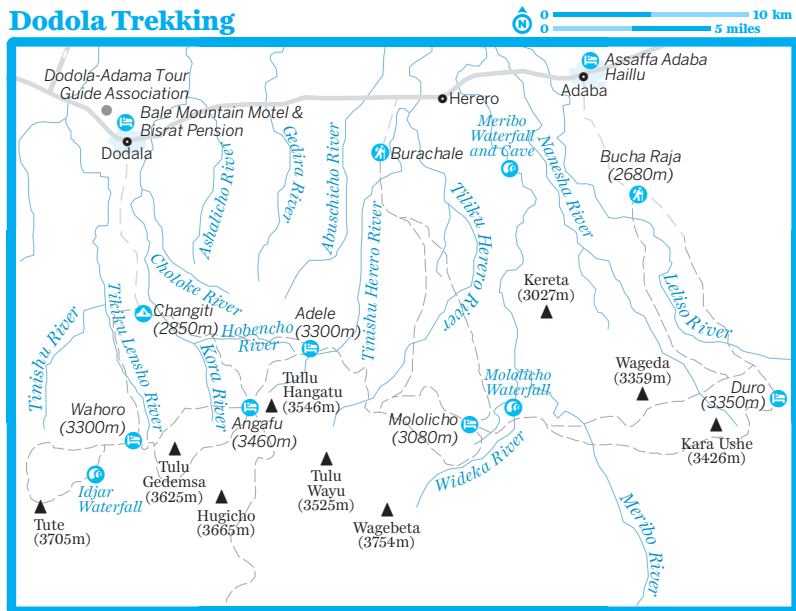 Dodola Trekking
N
0
10 km
0
5 miles
Dodola-Adama Tour
Guide Association
Bale Mountain Motel &
Bisrat Pension
Dodola
Herero
Assaffa Adaba
Haillu
Adaba
Meribo
Waterfall
and Cave
Burachale
Bucha Raja
(2680m)
Ashalicho River
Gedira River
Abuschicho River
Tinishu Herero River
Tiliku Herero River
Nanesha River
Leliso River
Choloke River
Changiti
(2850m)
Hobencho
River
Adele
(3300m)
Kereta
(3027m)
Tinishu River
Tikiku Lensho River
Kora River
Tullu
Hangatu
(3546m)
Mololicho
Waterfall
Wageda
(3359m)
Duro
(3350m)
Wahoro
(3300m)
Angafu
(3460m)
Mololicho
(3080m)
Kara Ushe
(3426m)
Tulu
Gedemsa
(3625m)
Idjar
Waterfall
Tulu
Wayu
(3525m)
Wideka River
Hugicho
(3665m)
Tute
(3705m)
Wagebeta
(3754m)
Meribo River